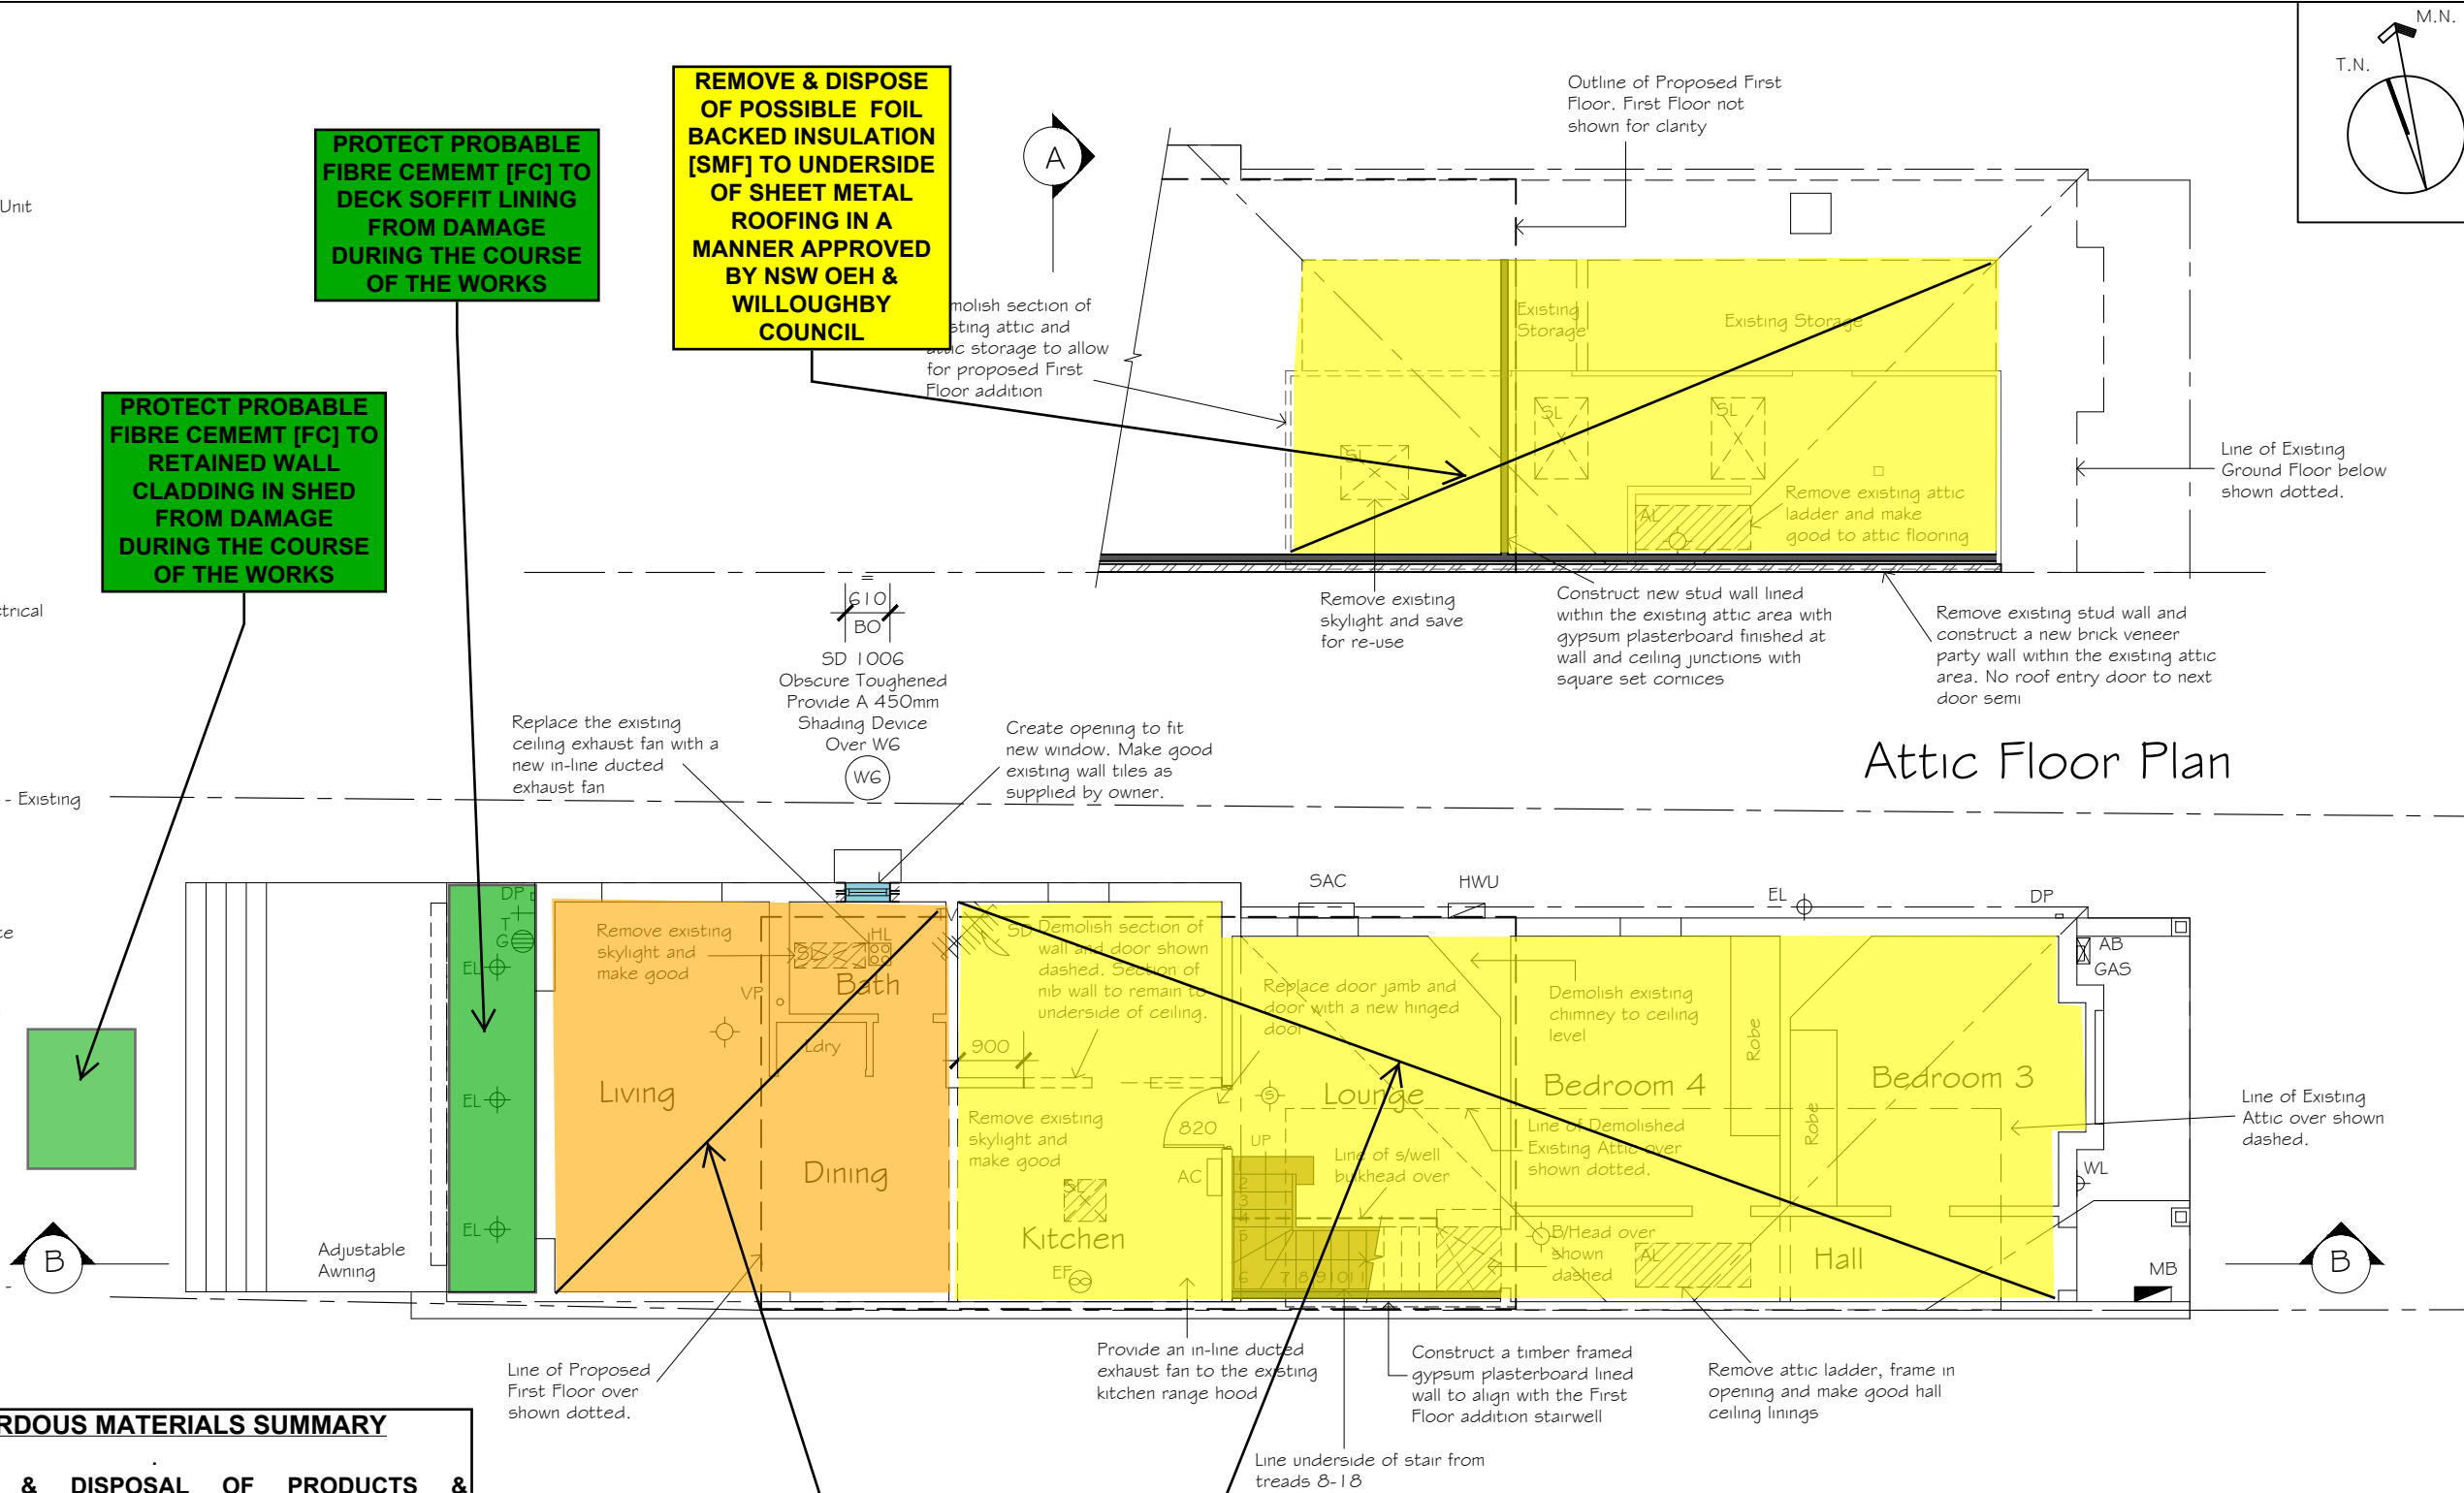 M.N.
T.N.
REMOVE & DISPOSE
OF POSSIBLE FOIL
BACKED INSULATION
[SMF] TO UNDERSIDE
OF SHEET METAL
ROOFING IN A
MANNER APPROVED
BY NSW OEH &
WILLOUGHBY
COUNCIL
PROTECT PROBABLE
FIBRE CEMEMT [FC] TO
DECK SOFFIT LINING
FROM DAMAGE
DURING THE COURSE
OF THE WORKS
PROTECT PROBABLE
FIBRE CEMEMT [FC] TO
RETAINED WALL
CLADDING IN SHED
FROM DAMAGE
DURING THE COURSE
OF THE WORKS
Unit
A
Outline of Proposed First
Floor. First Floor not
shown for clarity
molish section of
sting attic and
attic storage to allow
for proposed First
Floor addition
Existing
Storage
Existing Storage
SL
SL
SL
AL
Remove existing attic
ladder and make
good to attic flooring
Line of Existing
Ground Floor below
shown dotted.
Remove existing
skylight and save
for re-use
Construct new stud wall lined
within the existing attic area with
gypsum plasterboard finished at
wall and ceiling junctions with
square set cornices
Remove existing stud wall and
construct a new brick veneer
party wall within the existing attic
area. No roof entry door to next
door semi
Attic Floor Plan
ctrical
=
610
BO
SD 1006
Obscure Toughened
Provide A 450mm
Shading Device
Over W6
W6
Replace the existing
ceiling exhaust fan with a
new in-line ducted
exhaust fan
Create opening to fit
new window. Make good
existing wall tiles as
supplied by owner.
- Existing
te
SAC
HWU
EL
DP
DP
T
G
EL
EL
EL
Remove existing
skylight and
make good
SL
HL
TV
SD
Bath
VP
Ldry
Living
Dining
900
Demolish section of
wall and door shown
dashed. Section of
nib wall to remain to
underside of ceiling.
Replace door jamb and
door with a new hinged
door
Demolish existing
chimney to ceiling
level
AB
GAS
Robe
Robe
Lounge
Bedroom 4
Bedroom 3
S
Remove existing
skylight and
make good
820
UP
AC
SL
Kitchen
EF
Line of s/well
bulkhead over
Line of Demolished
Existing Attic over
shown dotted.
Line of Existing
Attic over shown
dashed.
WL
2
3
4
5
6 7 8 9 10 11
B/Head over
shown
dashed
AL
Hall
MB
B
B
Adjustable
Awning
-
Line of Proposed
First Floor over
shown dotted.
Provide an in-line ducted
exhaust fan to the existing
kitchen range hood
Construct a timber framed
gypsum plasterboard lined
wall to align with the First
Floor addition stairwell
Remove attic ladder, frame in
opening and make good hall
ceiling linings
Line underside of stair from
treads 8-18
RDOUS MATERIALS SUMMARY
.
& DISPOSAL OF PRODUCTS &